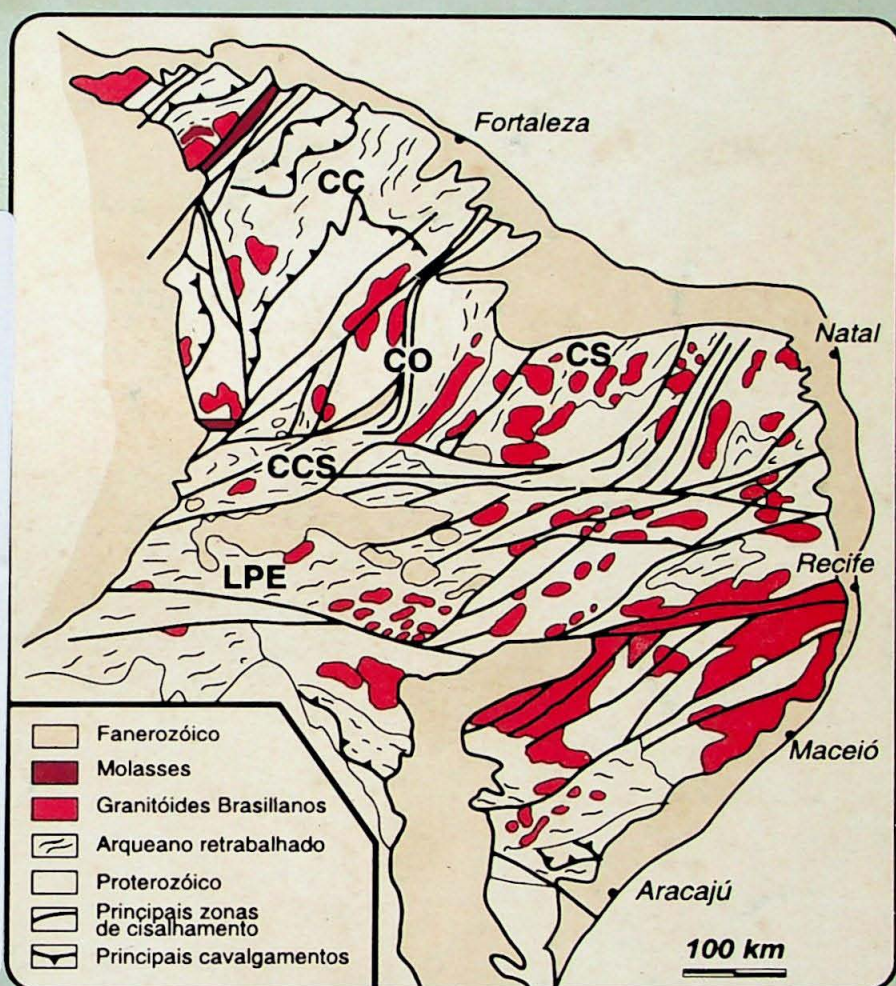 Fortaleza
CC
Natal
CO
CS
CCS
Recife
LPE
Maceió
Aracajú
100 km
Fanerozóico
Molasses
Granitóides Brasilianos
Arqueano retrabalhado
Proterozóico
Principais zonas
de cisalhamento
Principais cavalgamentos